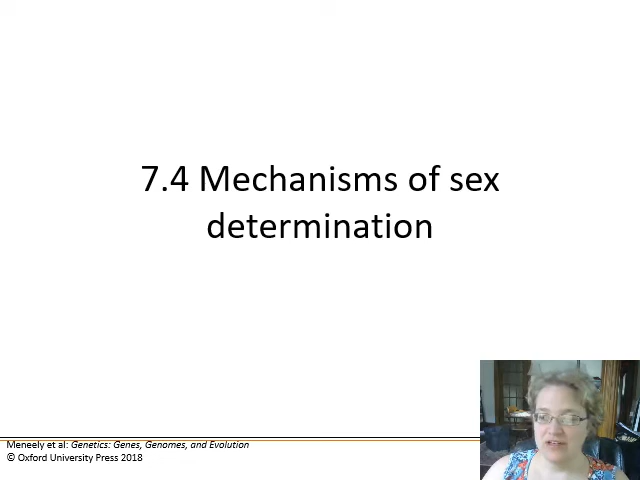 7.4 Mechanisms of sex
determination
Meneely et al: Genetics: Genes, Genomes, and Evolution
© Oxford University Press 2018